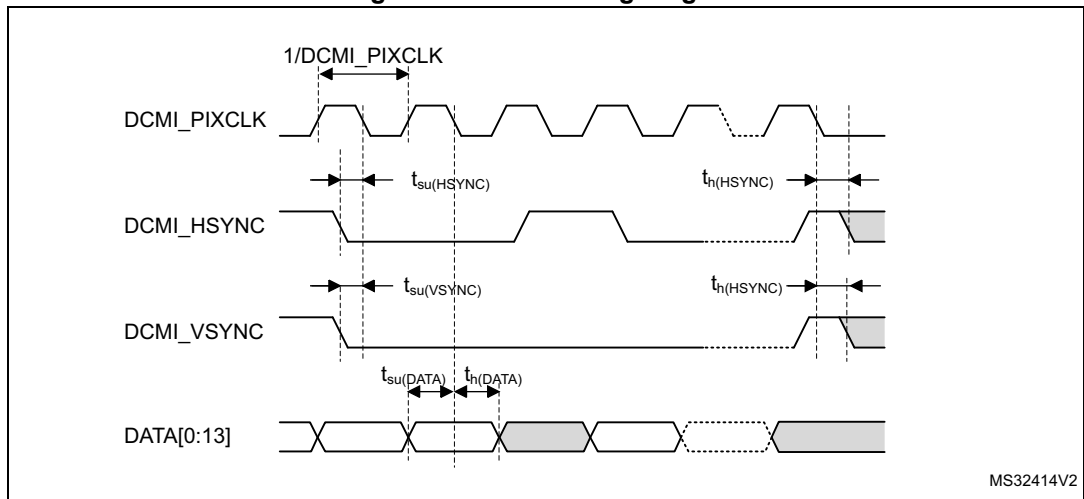 1/DCMI_PIXCLK
DCMI_PIXCLK
tsu(HSYNC) th(HSYNC)
DCMI_HSYNC
tsu(VSYNC) th(HSYNC)
DCMI_VSYNC
tsu(DATA) th(DATA)
DATA[0:13]
MS32414V2